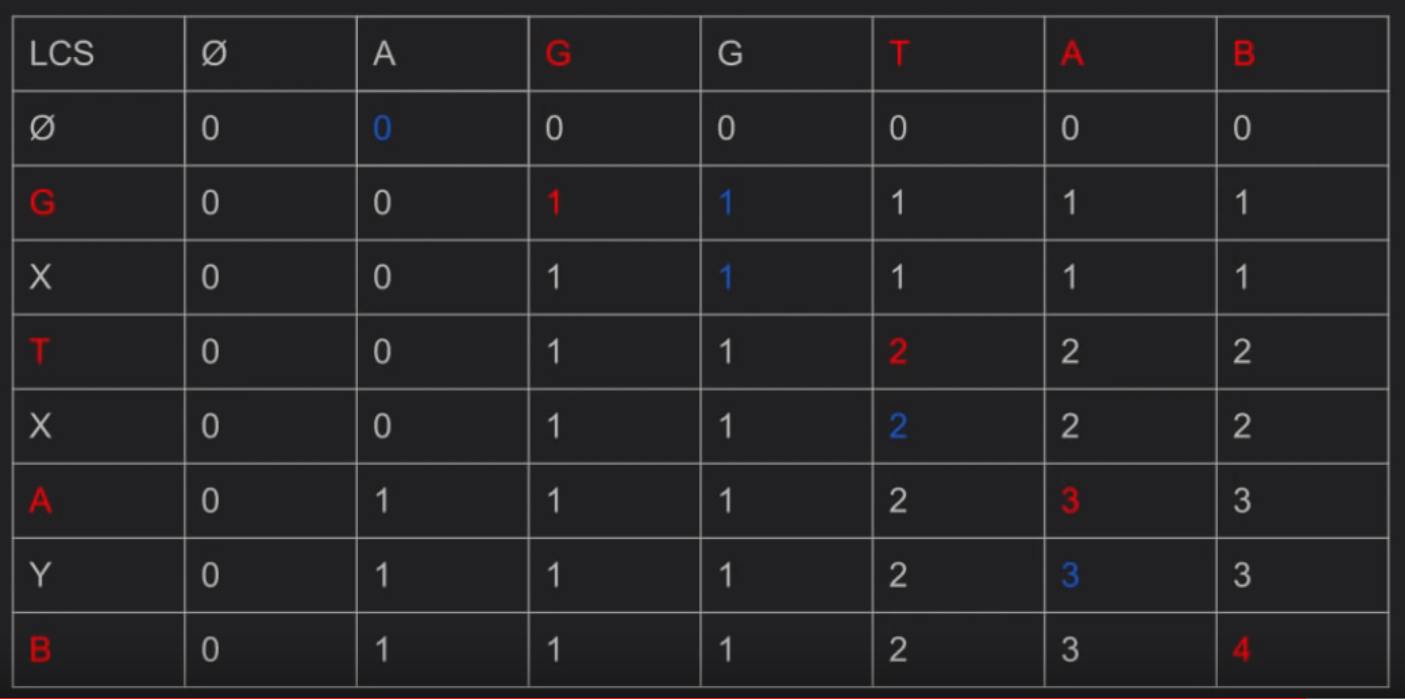 LCS Ø A G G T A B
Ø 0 0 0 0 0 0 0
G 0 0 1 1 1 1 1
X 0 0 1 1 1 1 1
T 0 0 1 1 2 2 2
X 0 0 1 1 2 2 2
A 0 1 1 1 2 3 3
Y 0 1 1 1 2 3 3
B 0 1 1 1 2 3 4